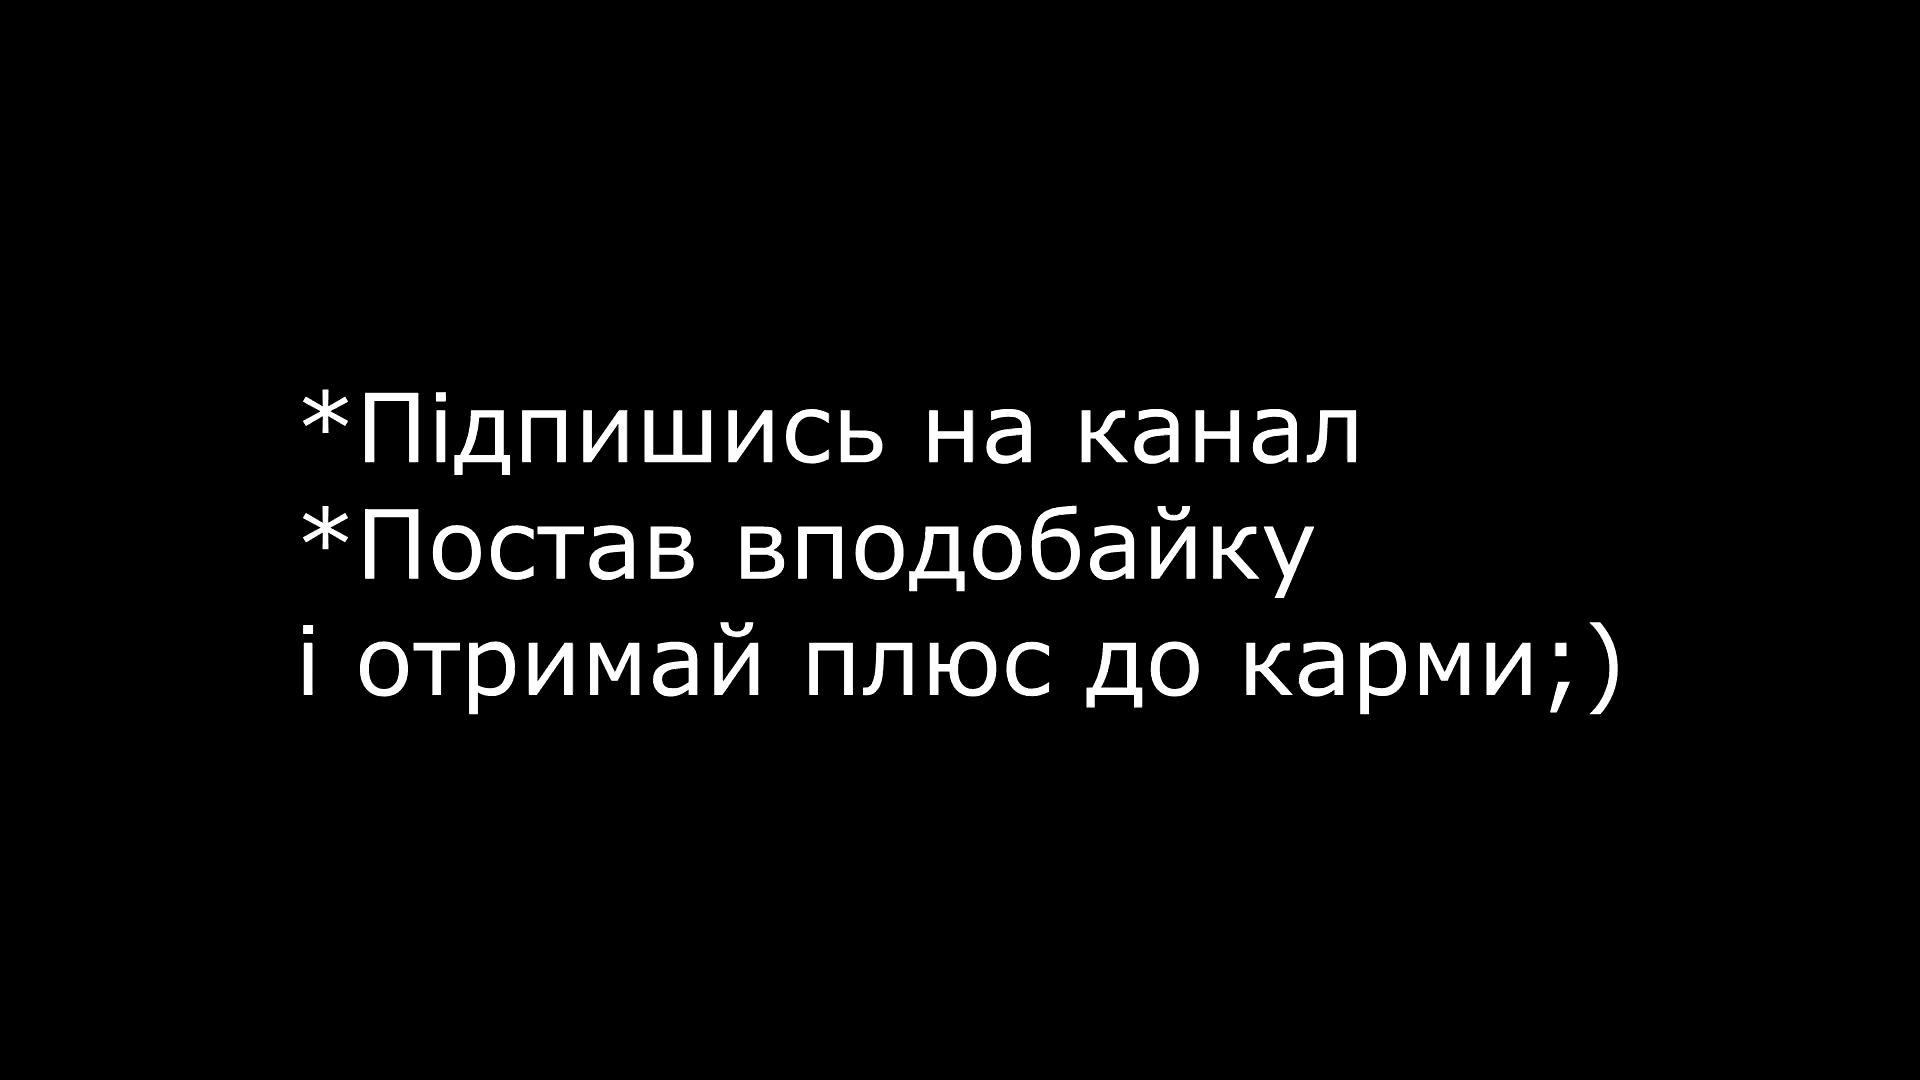 *Підпишись на канал
*Постав вподобайку
і отримай плюс до карми;)